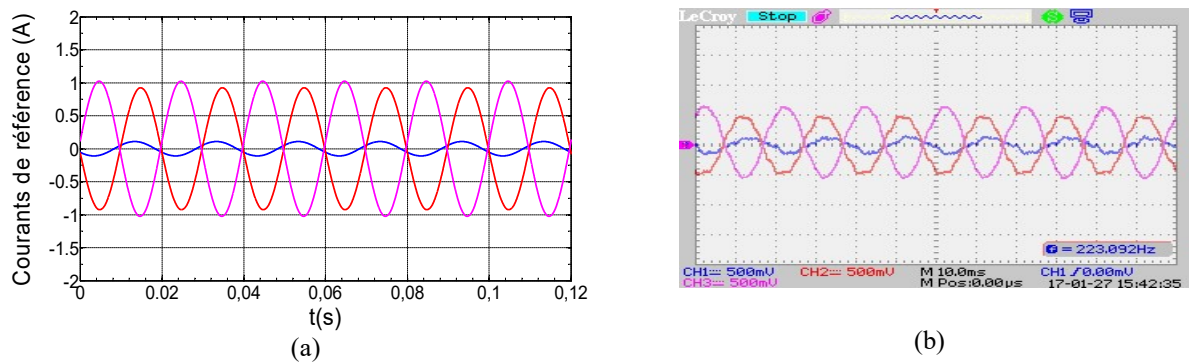 Courants de référence (A)
2
1.5
1
0.5
0
-0.5
-1
-1.5
-2
0 0.02 0,04 0,06 0,08 0,1 0,12
t(s)
(a)
LeCroy Stop
f = 223.092Hz
CH1 500mV CH2 500mV M 10.0ms CH1 0.00mV
CH3 500mV M Pos:0.00µs 17-01-27 15:42:35
(b)